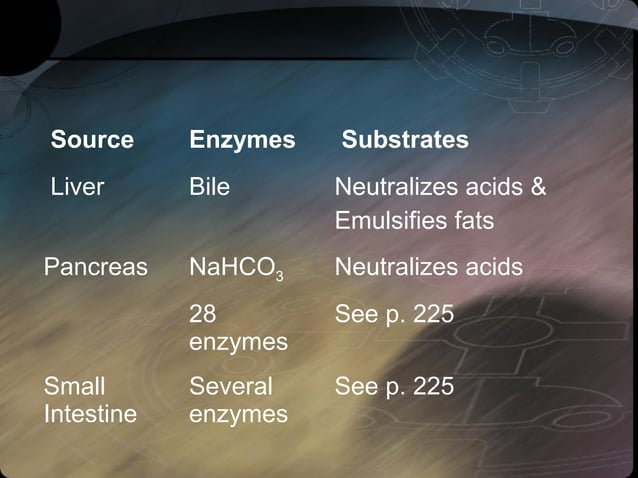 Source Enzymes Substrates
Liver Bile Neutralizes acids &
Emulsifies fats
Pancreas NaHCO₃ Neutralizes acids
28 See p. 225
enzymes
Small Several See p. 225
Intestine enzymes